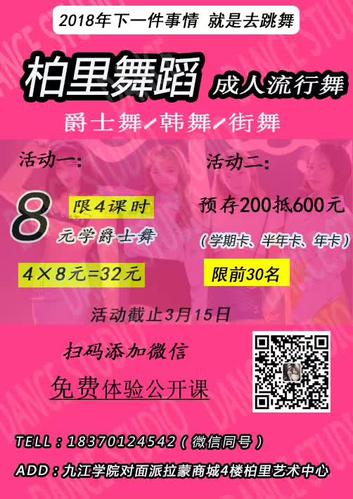 2018年下一件事情 就是去跳舞
柏里舞蹈 成人流行舞
爵士舞/韩舞/街舞
活动一:
8
限4课时
元学爵士舞
4×8元=32元
活动二:
预存200抵600元
(学期卡、半年卡、年卡)
限前30名
活动截止3月15日
扫码添加微信
免费体验公开课
TELL:18370124542(微信同号)
ADD:九江学院对面派拉蒙商城4楼柏里艺术中心